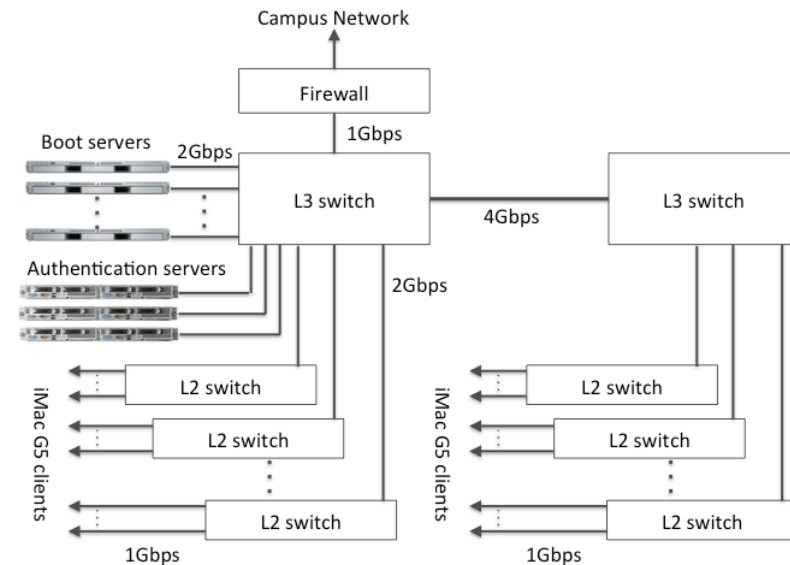 Campus Network
Firewall
1Gbps
Boot servers
2Gbps
L3 switch
4Gbps
L3 switch
Authentication servers
2Gbps
L2 switch
L2 switch
L2 switch
iMac G5 clients
1Gbps
L2 switch
L2 switch
L2 switch
iMac G5 clients
1Gbps